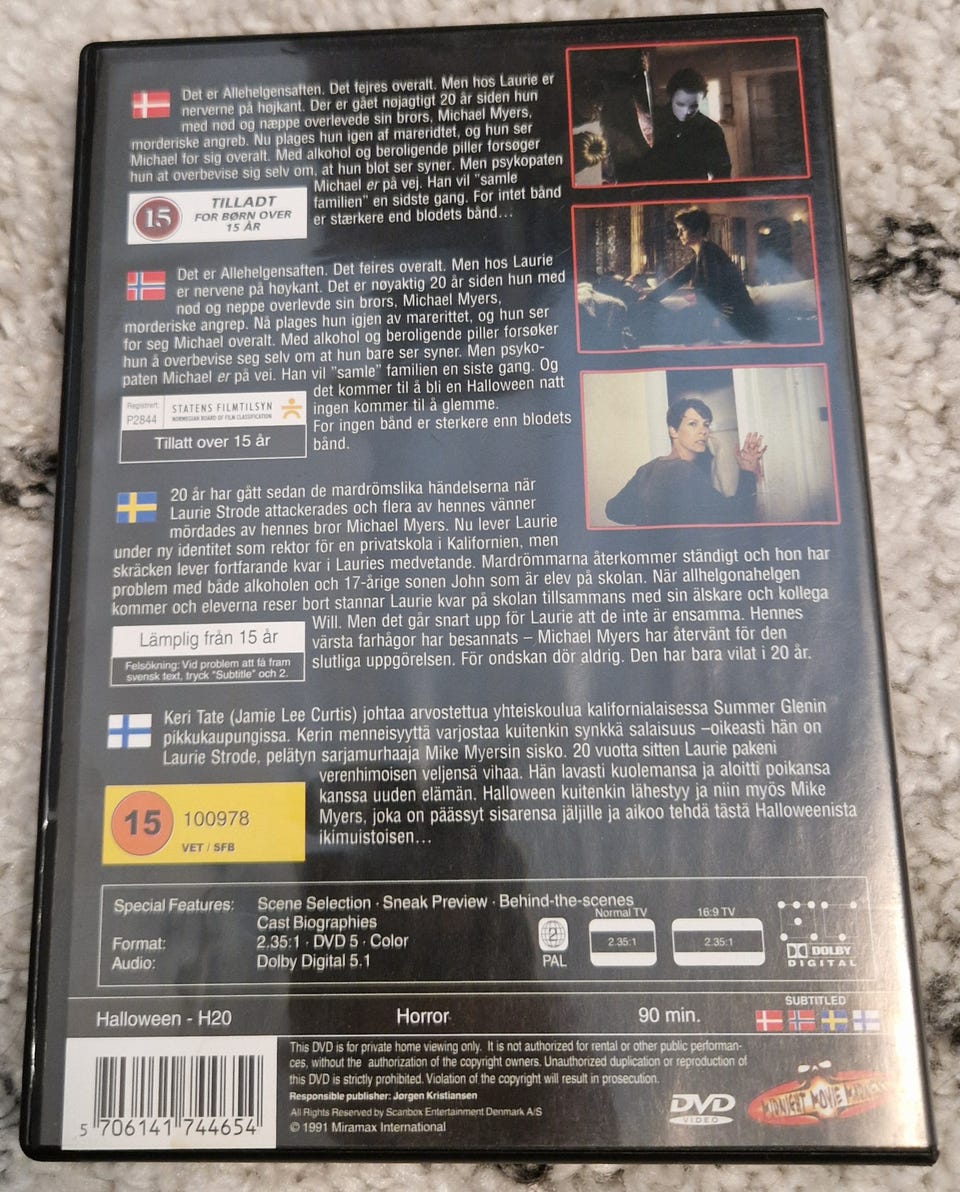 Det er Allehelgensaften. Det fejres overalt. Men hos Laurie er
nerverne på højkant. Der er gået nøjagtigt 20 år siden hun
med nød og næppe overlevede sin brors, Michael Myers,
morderiske angreb. Nu plages hun igen af mareridtet, og hun ser
Michael for sig overalt. Med alkohol og beroligende piller forsøger
hun at overbevise sig selv om, at hun blot ser syner. Men psykopaten
Michael er på vej. Han vil "samle
familien" en sidste gang. For intet bånd
er stærkere end blodets bånd...
15
TILLADT
FOR BØRN OVER
15 ÅR
Det er Allehelgensaften. Det feires overalt. Men hos Laurie
er nervene på høykant. Det er nøyaktig 20 år siden hun med
nød og neppe overlevde sin brors, Michael Myers,
morderiske angrep. Nå plages hun igjen av marerittet, og hun ser
for seg Michael overalt. Med alkohol og beroligende piller forsøker
hun å overbevise seg selv om at hun bare ser syner. Men psyko-
paten Michael er på vei. Han vil "samle" familien en siste gang. Og
det kommer til å bli en Halloween natt
ingen kommer til å glemme.
For ingen bånd er sterkere enn blodets
bånd.
Registrert
P2844
STATENS FILMTILSYN
NORWEGIAN BOARD OF FILM CLASSIFICATION
Tillatt over 15 år
20 år har gått sedan de mardrömslika händelserna när
Laurie Strode attackerades och flera av hennes vänner
mördades av hennes bror Michael Myers. Nu lever Laurie
under ny identitet som rektor för en privatskola i Kalifornien, men
skräcken lever fortfarande kvar i Lauries medvetande. Mardrömmarna återkommer ständigt och hon har
problem med både alkoholen och 17-årige sonen John som är elev på skolan. När allhelgonahelgen
kommer och eleverna reser bort stannar Laurie kvar på skolan tillsammans med sin älskare och kollega
Will. Men det går snart upp för Laurie att de inte är ensamma. Hennes
värsta farhågor har besannats – Michael Myers har återvänt för den
slutliga uppgörelsen. För ondskan dör aldrig. Den har bara vilat i 20 år.
Lämplig från 15 år
Felsökning: Vid problem att få fram
svensk text, tryck "Subtitle" och 2.
Keri Tate (Jamie Lee Curtis) johtaa arvostettua yhteiskoulua kalifornialaisessa Summer Glenin
pikkukaupungissa. Kerin menneisyyttä varjostaa kuitenkin synkkä salaisuus –oikeasti hän on
Laurie Strode, pelätyn sarjamurhaaja Mike Myersin sisko. 20 vuotta sitten Laurie pakeni
verenhimoisen veljensä vihaa. Hän lavasti kuolemansa ja aloitti poikansa
kanssa uuden elämän. Halloween kuitenkin lähestyy ja niin myös Mike
Myers, joka on päässyt sisarensa jäljille ja aikoo tehdä tästä Halloweenista
ikimuistoisen...
15
100978
VET / SFB
Special Features: Scene Selection · Sneak Preview · Behind-the-scenes
Cast Biographies
Format: 2.35:1 · DVD 5 · Color
Audio: Dolby Digital 5.1
2
PAL
Normal TV
2.35:1
16:9 TV
2.35:1
DOLBY
DIGITAL
Halloween - H20
Horror
90 min.
SUBTITLED
This DVD is for private home viewing only. It is not authorized for rental or other public performan-
ces, without the authorization of the copyright owners. Unauthorized duplication or reproduction of
this DVD is strictly prohibited. Violation of the copyright will result in prosecution.
Responsible publisher: Jørgen Kristiansen
All Rights Reserved by Scanbox Entertainment Denmark A/S
© 1991 Miramax International
5 706141 744654
DVD
VIDEO
MIDNIGHT MOVIE MADNESS